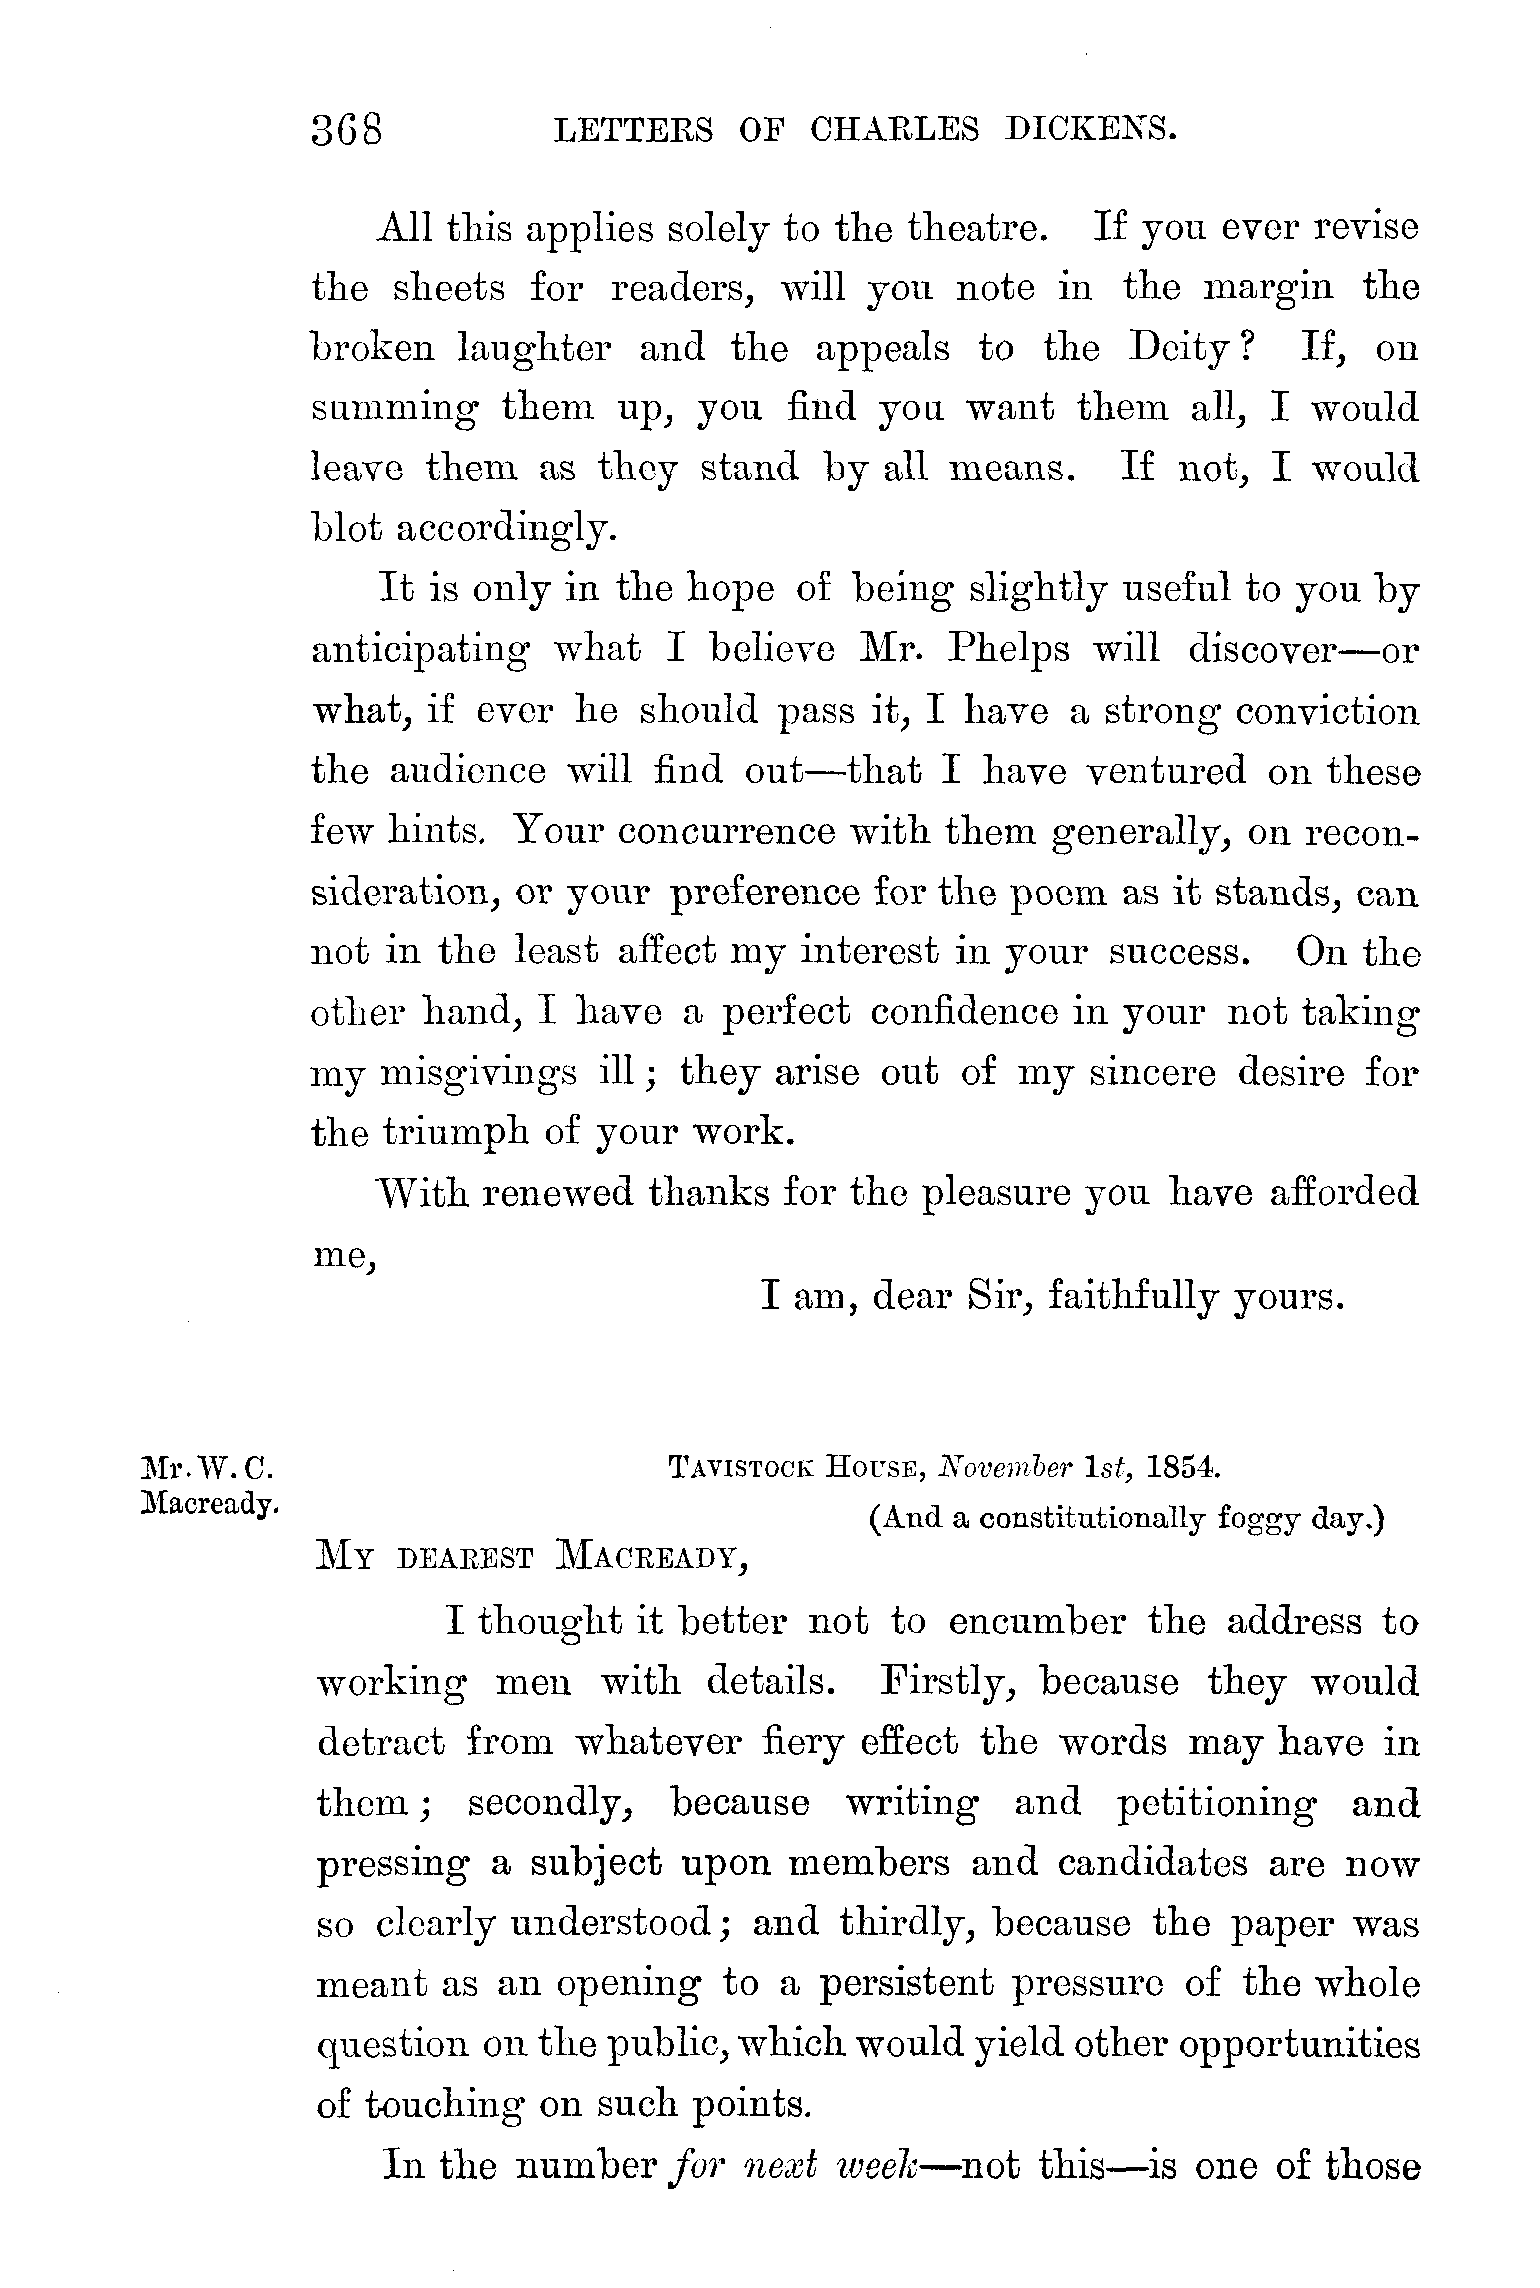 368 LETTERS OF CHARLES DICKENS.
All this applies solely to the theatre. If you ever revise
the sheets for readers, will you note in the margin the
broken laughter and the appeals to the Deity? If, on
summing them up, you find you want them all, I would
leave them as they stand by all means. If not, I would
blot accordingly.
It is only in the hope of being slightly useful to you by
anticipating what I believe Mr. Phelps will discover—or
what, if ever he should pass it, I have a strong conviction
the audience will find out—that I have ventured on these
few hints. Your concurrence with them generally, on recon-
sideration, or your preference for the poem as it stands, can
not in the least affect my interest in your success. On the
other hand, I have a perfect confidence in your not taking
my misgivings ill; they arise out of my sincere desire for
the triumph of your work.
With renewed thanks for the pleasure you have afforded
me,
I am, dear Sir, faithfully yours.
Mr. W. C.
Macready.
TAVISTOCK HOUSE, November 1st, 1854.
(And a constitutionally foggy day.)
MY DEAREST MACREADY,
I thought it better not to encumber the address to
working men with details. Firstly, because they would
detract from whatever fiery effect the words may have in
them; secondly, because writing and petitioning and
pressing a subject upon members and candidates are now
so clearly understood; and thirdly, because the paper was
meant as an opening to a persistent pressure of the whole
question on the public, which would yield other opportunities
of touching on such points.
In the number for next week—not this—is one of those